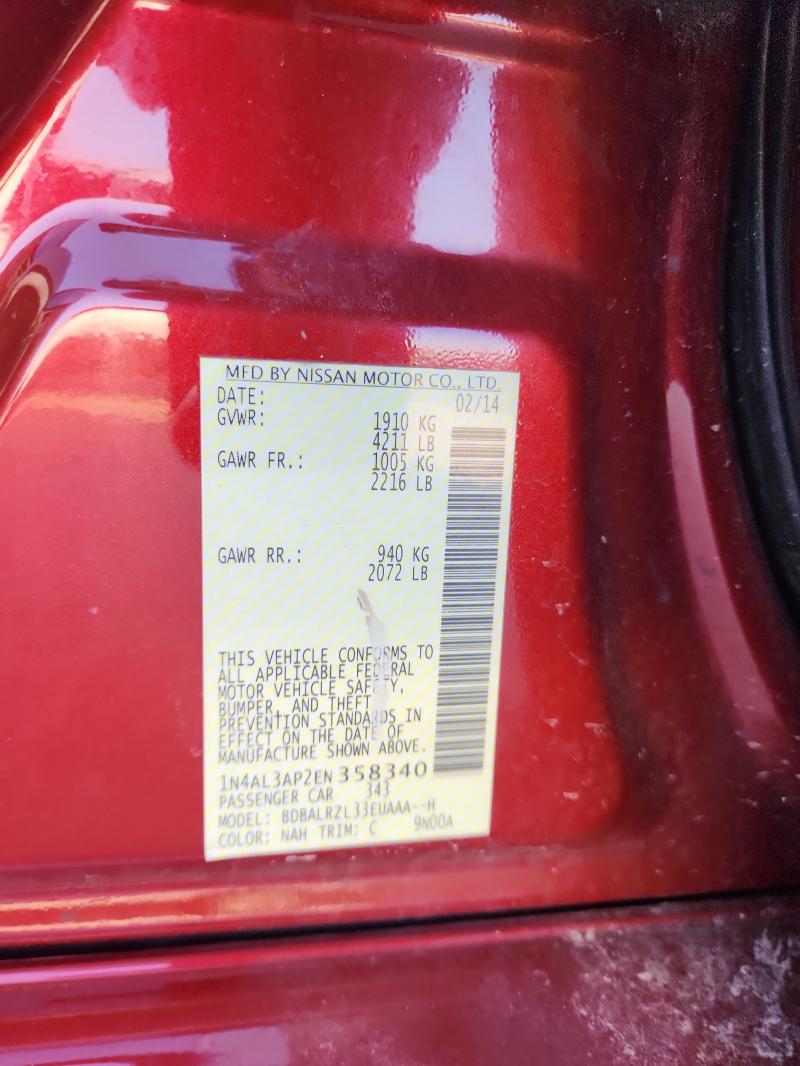 MFD BY NISSAN MOTOR CO., LTD.
DATE: 02/14
GVWR: 1910 KG
4211 LB
GAWR FR.: 1005 KG
2216 LB
GAWR RR.: 940 KG
2072 LB
THIS VEHICLE CONFORMS TO
ALL APPLICABLE FEDERAL
MOTOR VEHICLE SAFETY,
BUMPER, AND THEFT
PREVENTION STANDARDS IN
EFFECT ON THE DATE OF
MANUFACTURE SHOWN ABOVE.
1N4AL3AP2EN 358340
PASSENGER CAR 343
MODEL: BDBALRZL33EUAAA--H
COLOR: NAH TRIM: C 9N00A